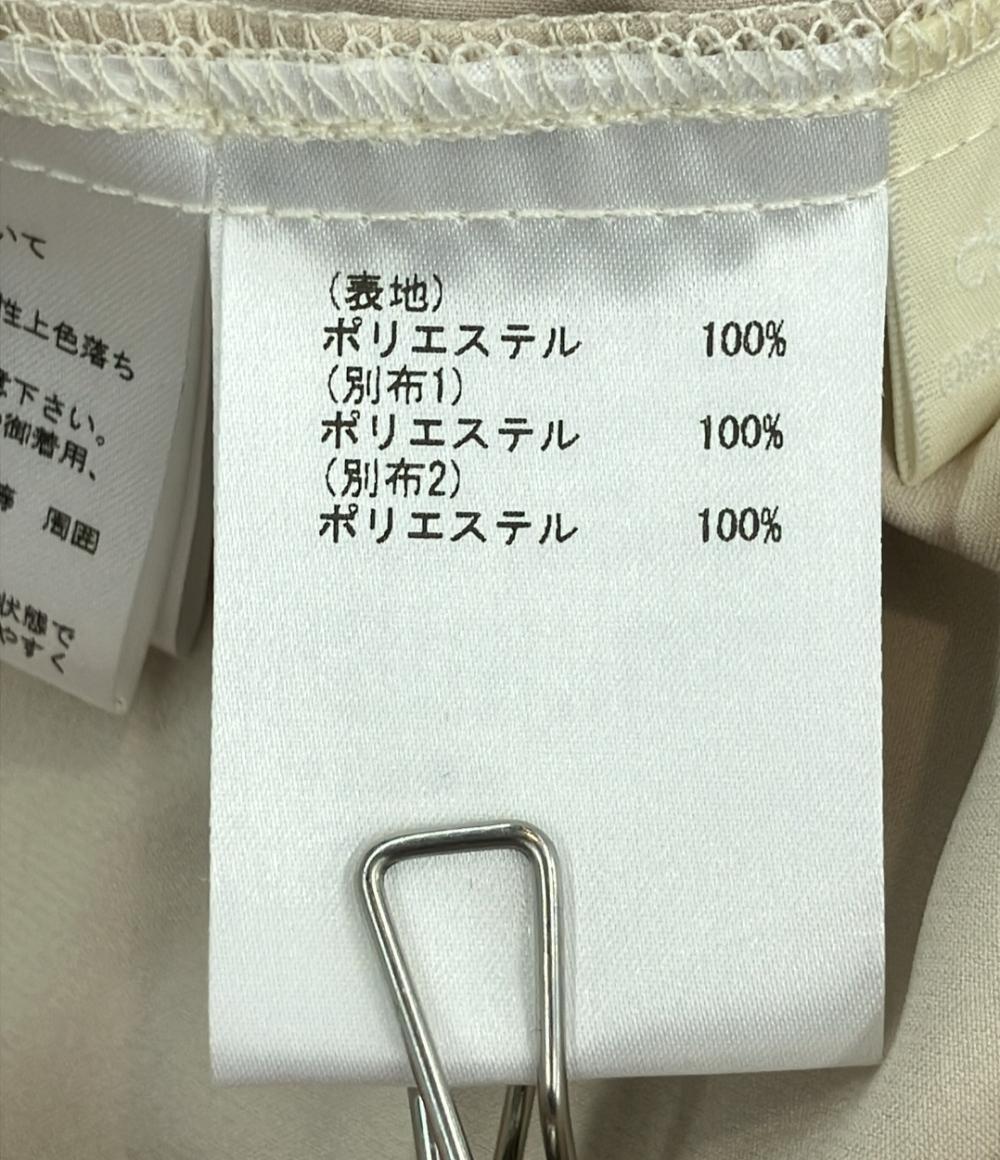 いて
性上色落ち
下さい。
御着用、
等 周囲
状態で
やすく
(表地)
ポリエステル 100%
(別布1)
ポリエステル 100%
(別布2)
ポリエステル 100%